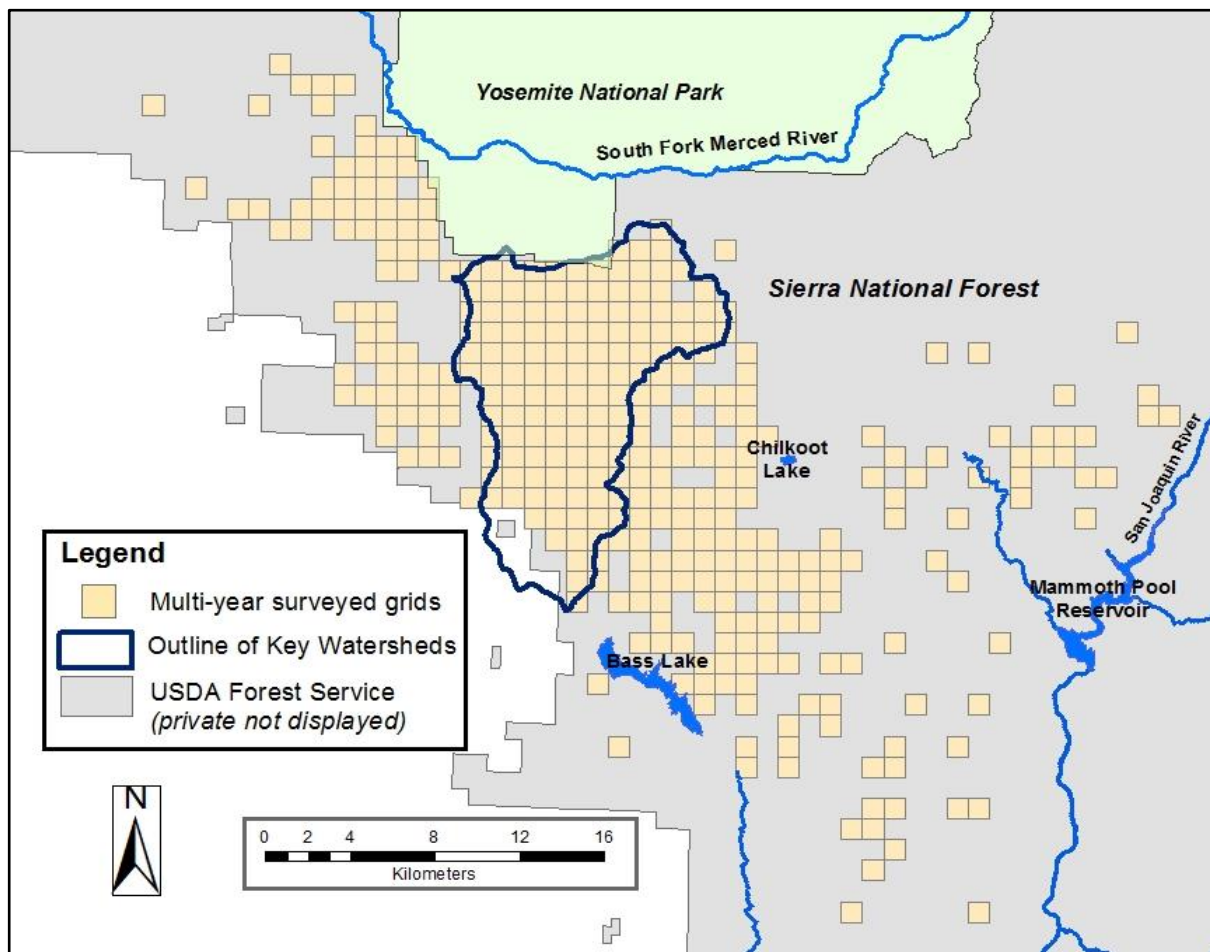 Yosemite National Park
South Fork Merced River
Sierra National Forest
Chilkoot
Lake
San Joaquin River
Mammoth Pool
Reservoir
Bass Lake
Legend
Multi-year surveyed grids
Outline of Key Watersheds
USDA Forest Service
(private not displayed)
N
0 2 4 8 12 16
Kilometers